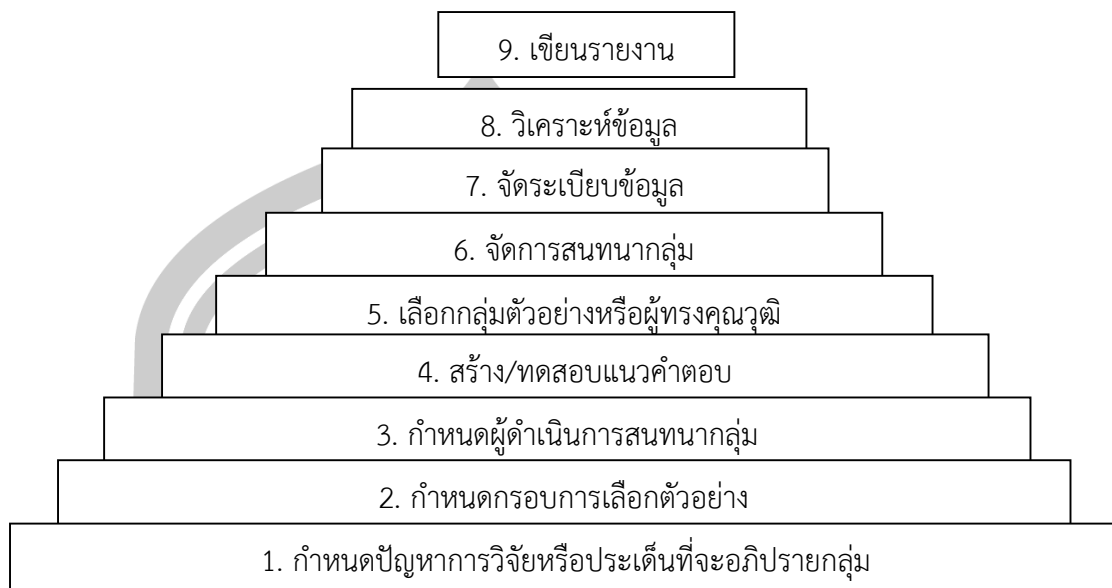 9. เขียนรายงาน
8. วิเคราะห์ข้อมูล
7. จัดระเบียบข้อมูล
6. จัดการสนทนากลุ่ม
5. เลือกกลุ่มตัวอย่างหรือผู้ทรงคุณวุฒิ
4. สร้าง/ทดสอบแนวคำตอบ
3. กำหนดผู้ดำเนินการสนทนากลุ่ม
2. กำหนดกรอบการเลือกตัวอย่าง
1. กำหนดปัญหาการวิจัยหรือประเด็นที่จะอภิปรายกลุ่ม